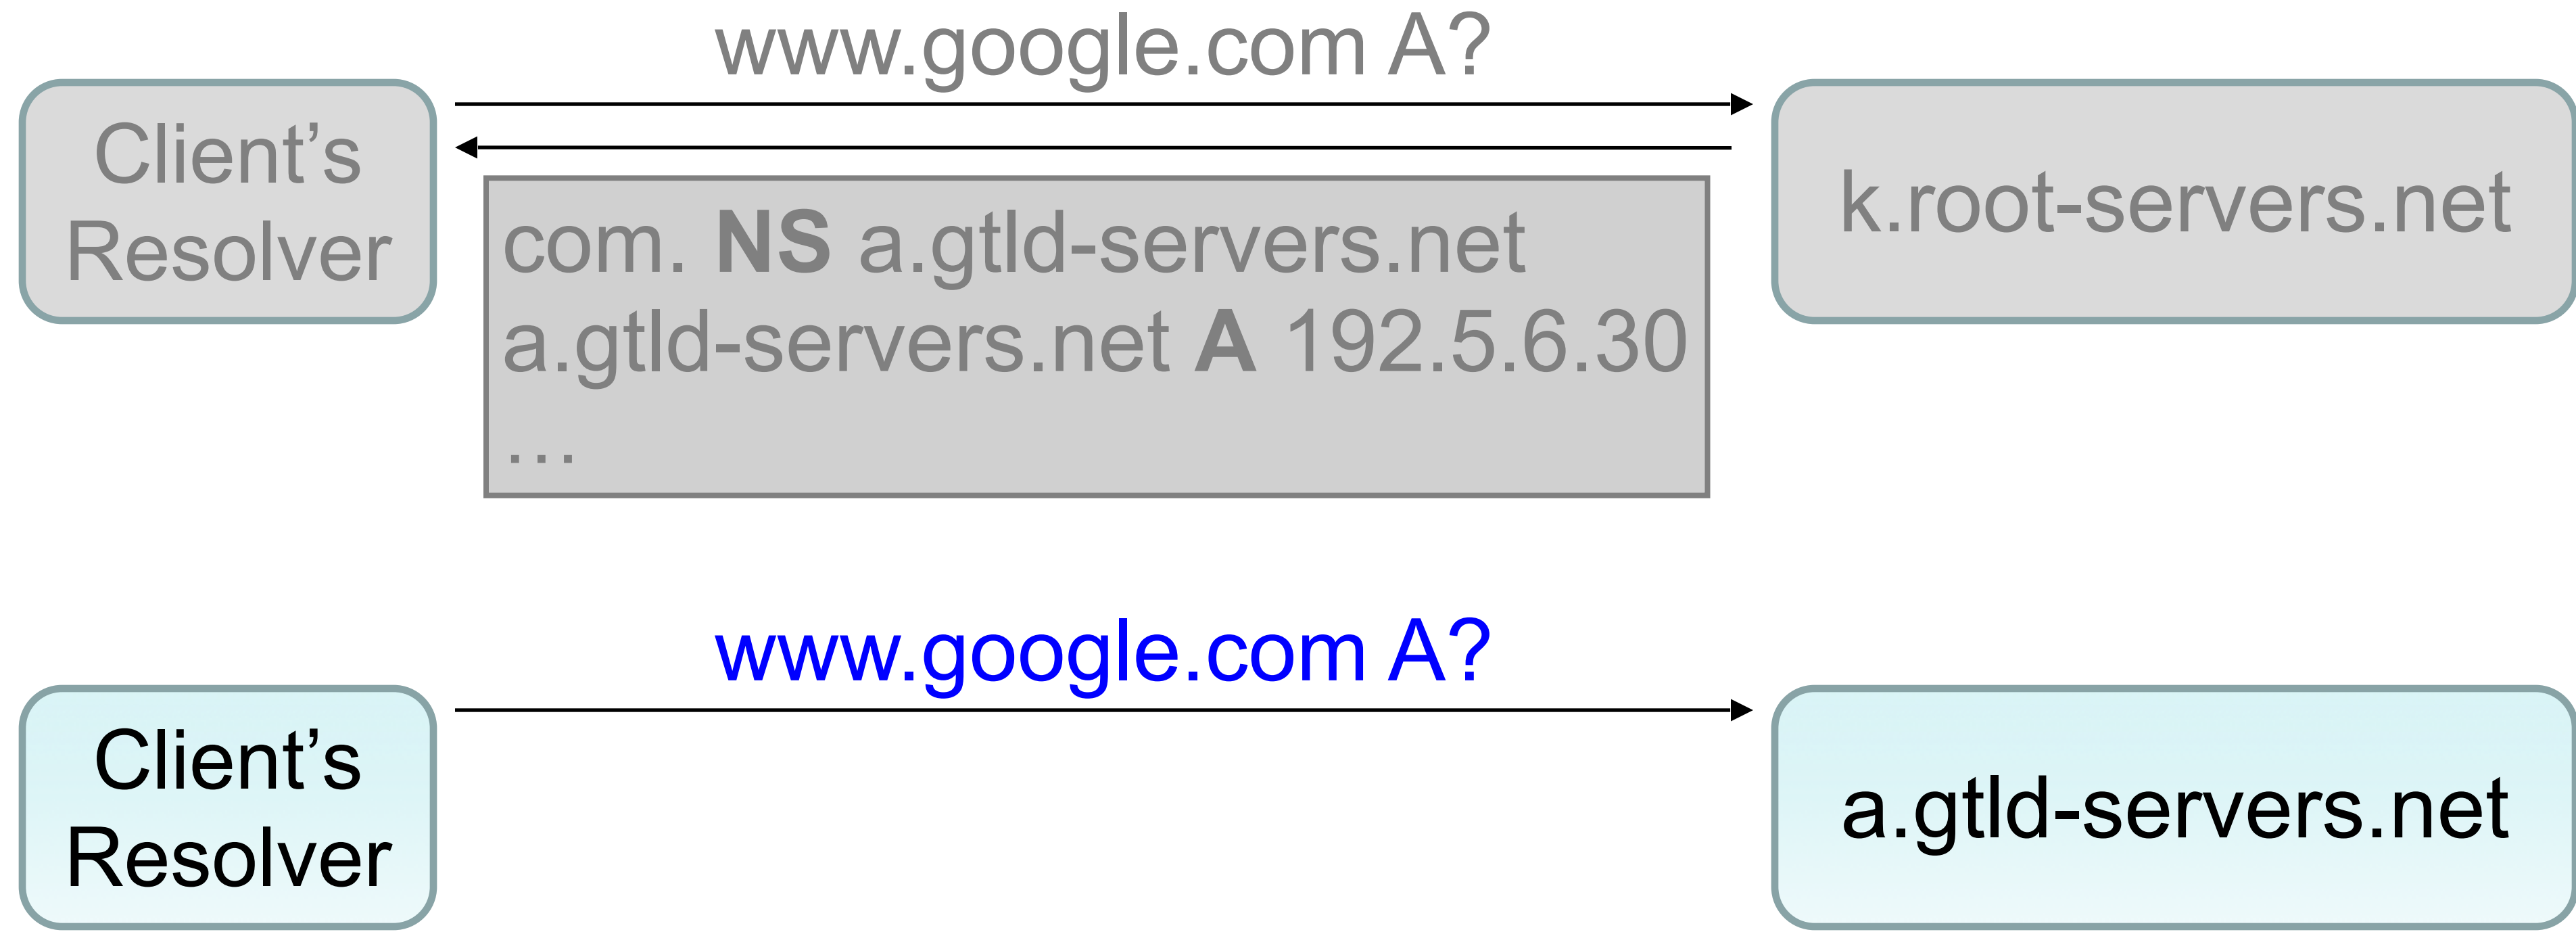 www.google.com A?
Client’s
Resolver
k.root-servers.net
com. NS a.gtld-servers.net
a.gtld-servers.net A 192.5.6.30
…
www.google.com A?
Client’s
Resolver
a.gtld-servers.net